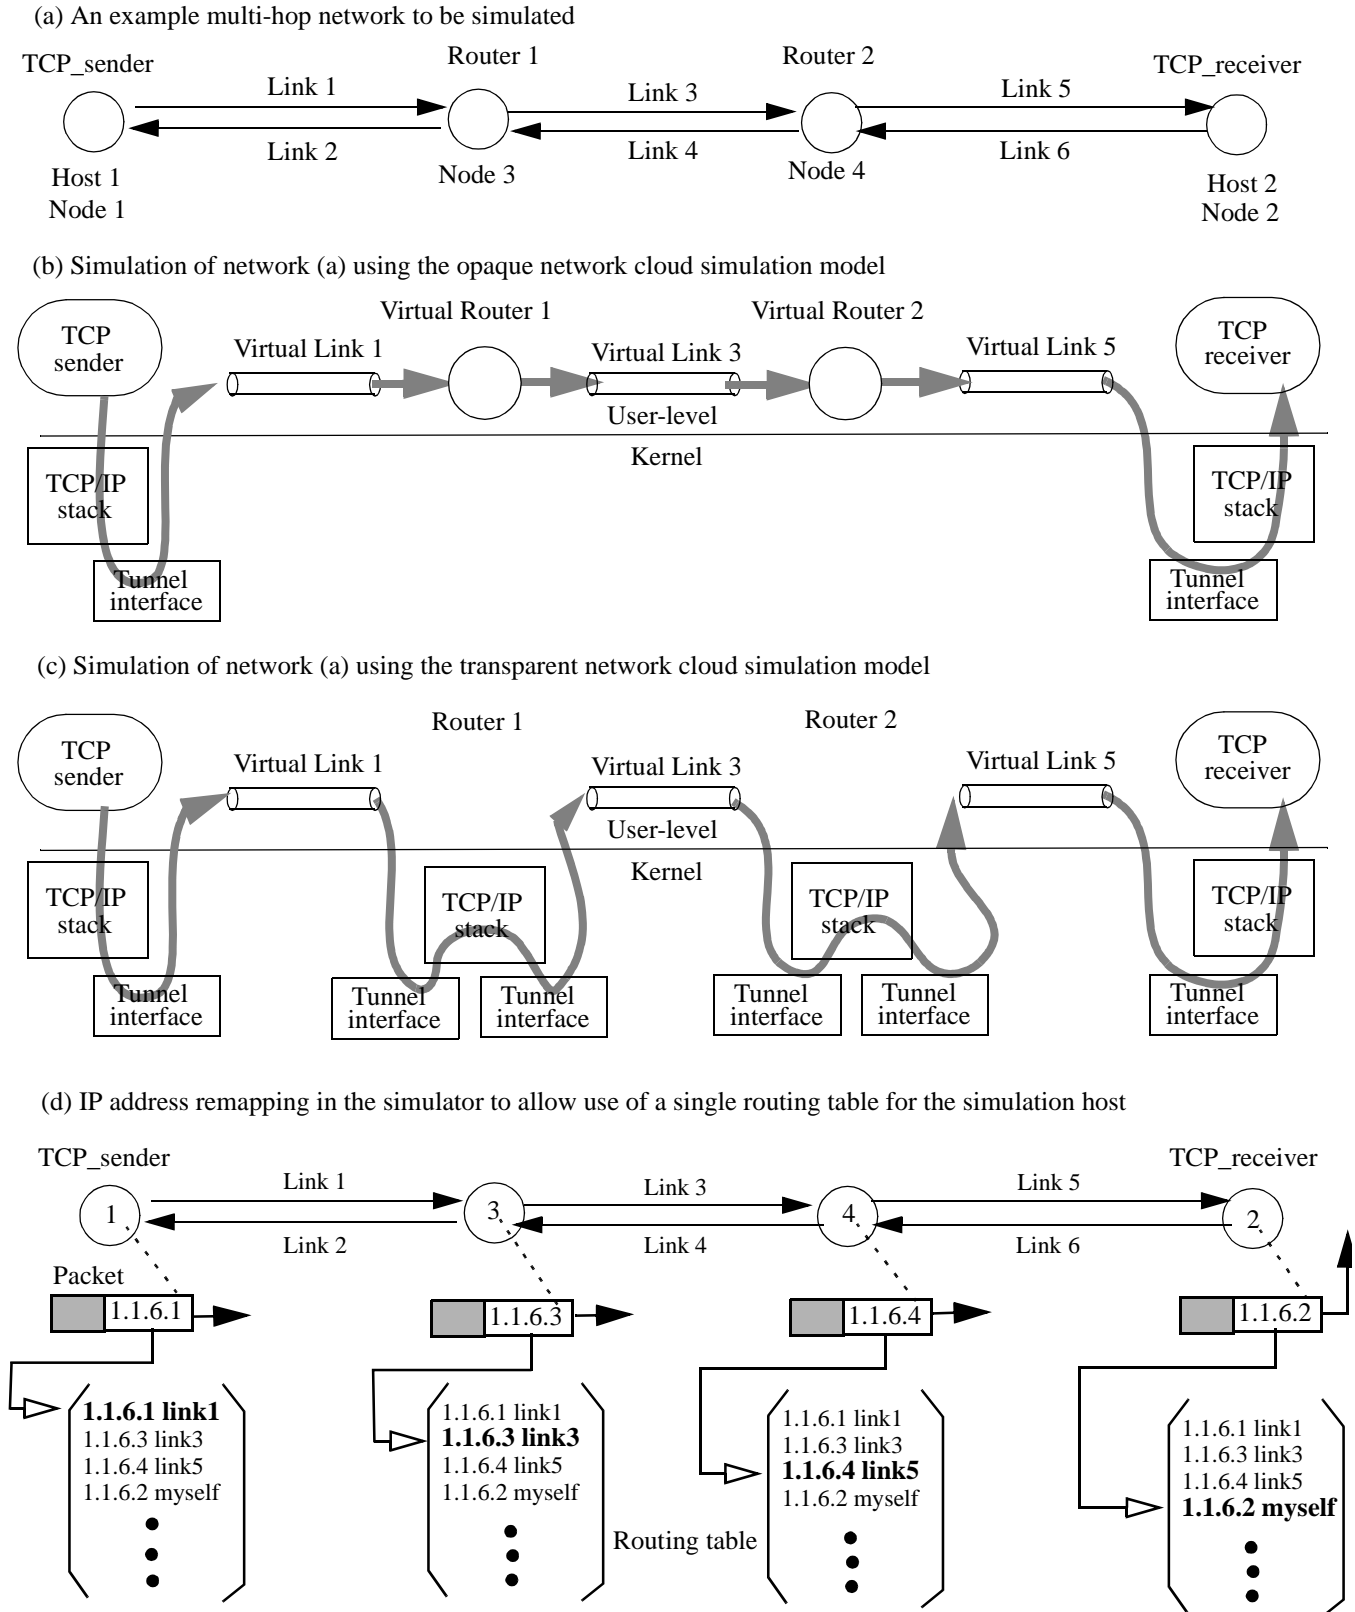 (a) An example multi-hop network to be simulated
TCP_sender
Router 1
Router 2
TCP_receiver
Link 1
Link 3
Link 5
Link 2
Link 4
Link 6
Host 1
Node 1
Node 3
Node 4
Host 2
Node 2
(b) Simulation of network (a) using the opaque network cloud simulation model
TCP
sender
Virtual Router 1
Virtual Router 2
TCP
receiver
Virtual Link 1
Virtual Link 3
Virtual Link 5
User-level
Kernel
TCP/IP
stack
TCP/IP
stack
Tunnel
interface
Tunnel
interface
(c) Simulation of network (a) using the transparent network cloud simulation model
TCP
sender
Router 1
Router 2
TCP
receiver
Virtual Link 1
Virtual Link 3
Virtual Link 5
User-level
Kernel
TCP/IP
stack
TCP/IP
stack
TCP/IP
stack
TCP/IP
stack
Tunnel
interface
Tunnel
interface
Tunnel
interface
Tunnel
interface
Tunnel
interface
Tunnel
interface
(d) IP address remapping in the simulator to allow use of a single routing table for the simulation host
TCP_sender
TCP_receiver
Link 1
Link 3
Link 5
1
3
4
2
Link 2
Link 4
Link 6
Packet
1.1.6.1
1.1.6.3
1.1.6.4
1.1.6.2
1.1.6.1 link1
1.1.6.3 link3
1.1.6.4 link5
1.1.6.2 myself
1.1.6.1 link1
1.1.6.3 link3
1.1.6.4 link5
1.1.6.2 myself
Routing table
1.1.6.1 link1
1.1.6.3 link3
1.1.6.4 link5
1.1.6.2 myself
1.1.6.1 link1
1.1.6.3 link3
1.1.6.4 link5
1.1.6.2 myself